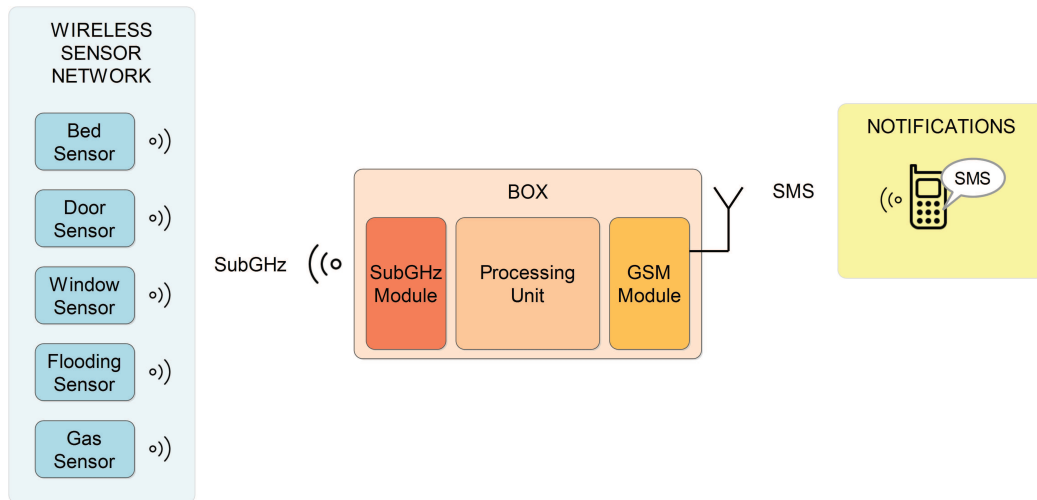 WIRELESS
SENSOR
NETWORK
Bed
Sensor
Door
Sensor
Window
Sensor
Flooding
Sensor
Gas
Sensor
SubGHz
BOX
SubGHz
Module
Processing
Unit
GSM
Module
SMS
NOTIFICATIONS
SMS